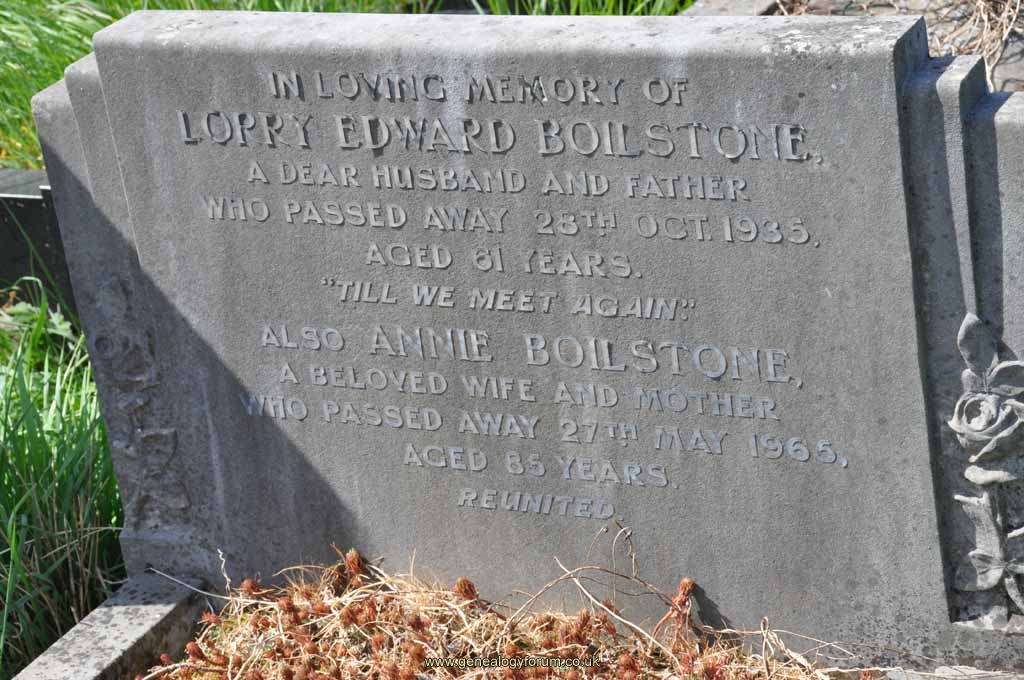 IN LOVING MEMORY OF
LORRY EDWARD BOILSTONE,
A DEAR HUSBAND AND FATHER
WHO PASSED AWAY 28TH OCT. 1935,
AGED 61 YEARS.
"TILL WE MEET AGAIN".
ALSO ANNIE BOILSTONE,
A BELOVED WIFE AND MOTHER
WHO PASSED AWAY 27TH MAY 1965,
AGED 85 YEARS.
REUNITED.
www.genealogyforum.co.uk